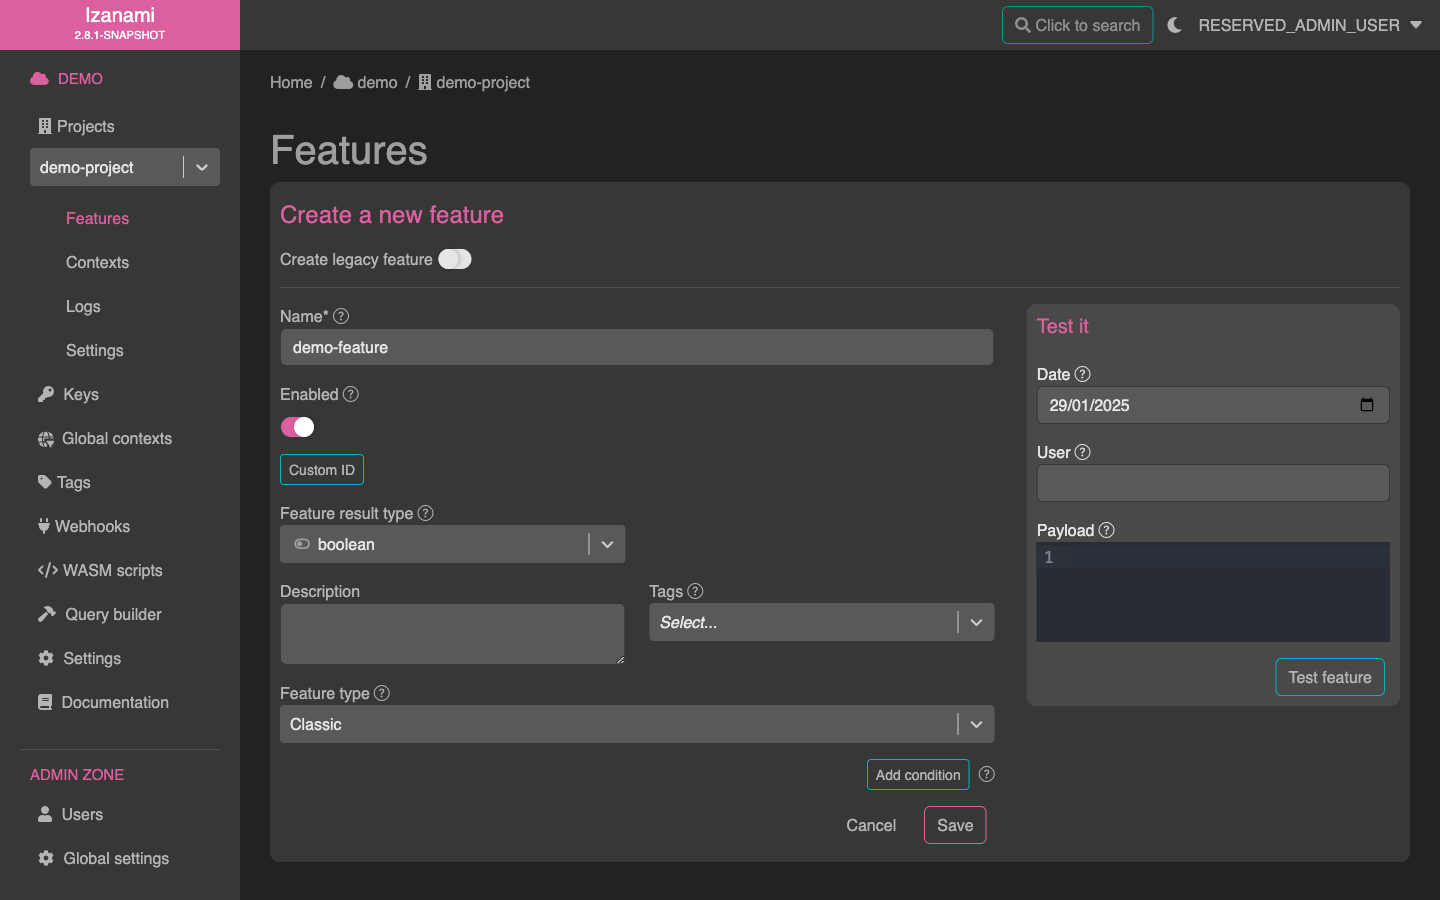 Izanami
2.8.1-SNAPSHOT
Click to search
RESERVED_ADMIN_USER
DEMO
Projects
demo-project
Features
Contexts
Logs
Settings
Keys
Global contexts
Tags
Webhooks
WASM scripts
Query builder
Settings
Documentation
ADMIN ZONE
Users
Global settings
Home / demo / demo-project
Features
Create a new feature
Create legacy feature
Name*
demo-feature
Enabled
Custom ID
Feature result type
boolean
Description
Tags
Select...
Feature type
Classic
Add condition
Cancel
Save
Test it
Date
29/01/2025
User
Payload
1
Test feature